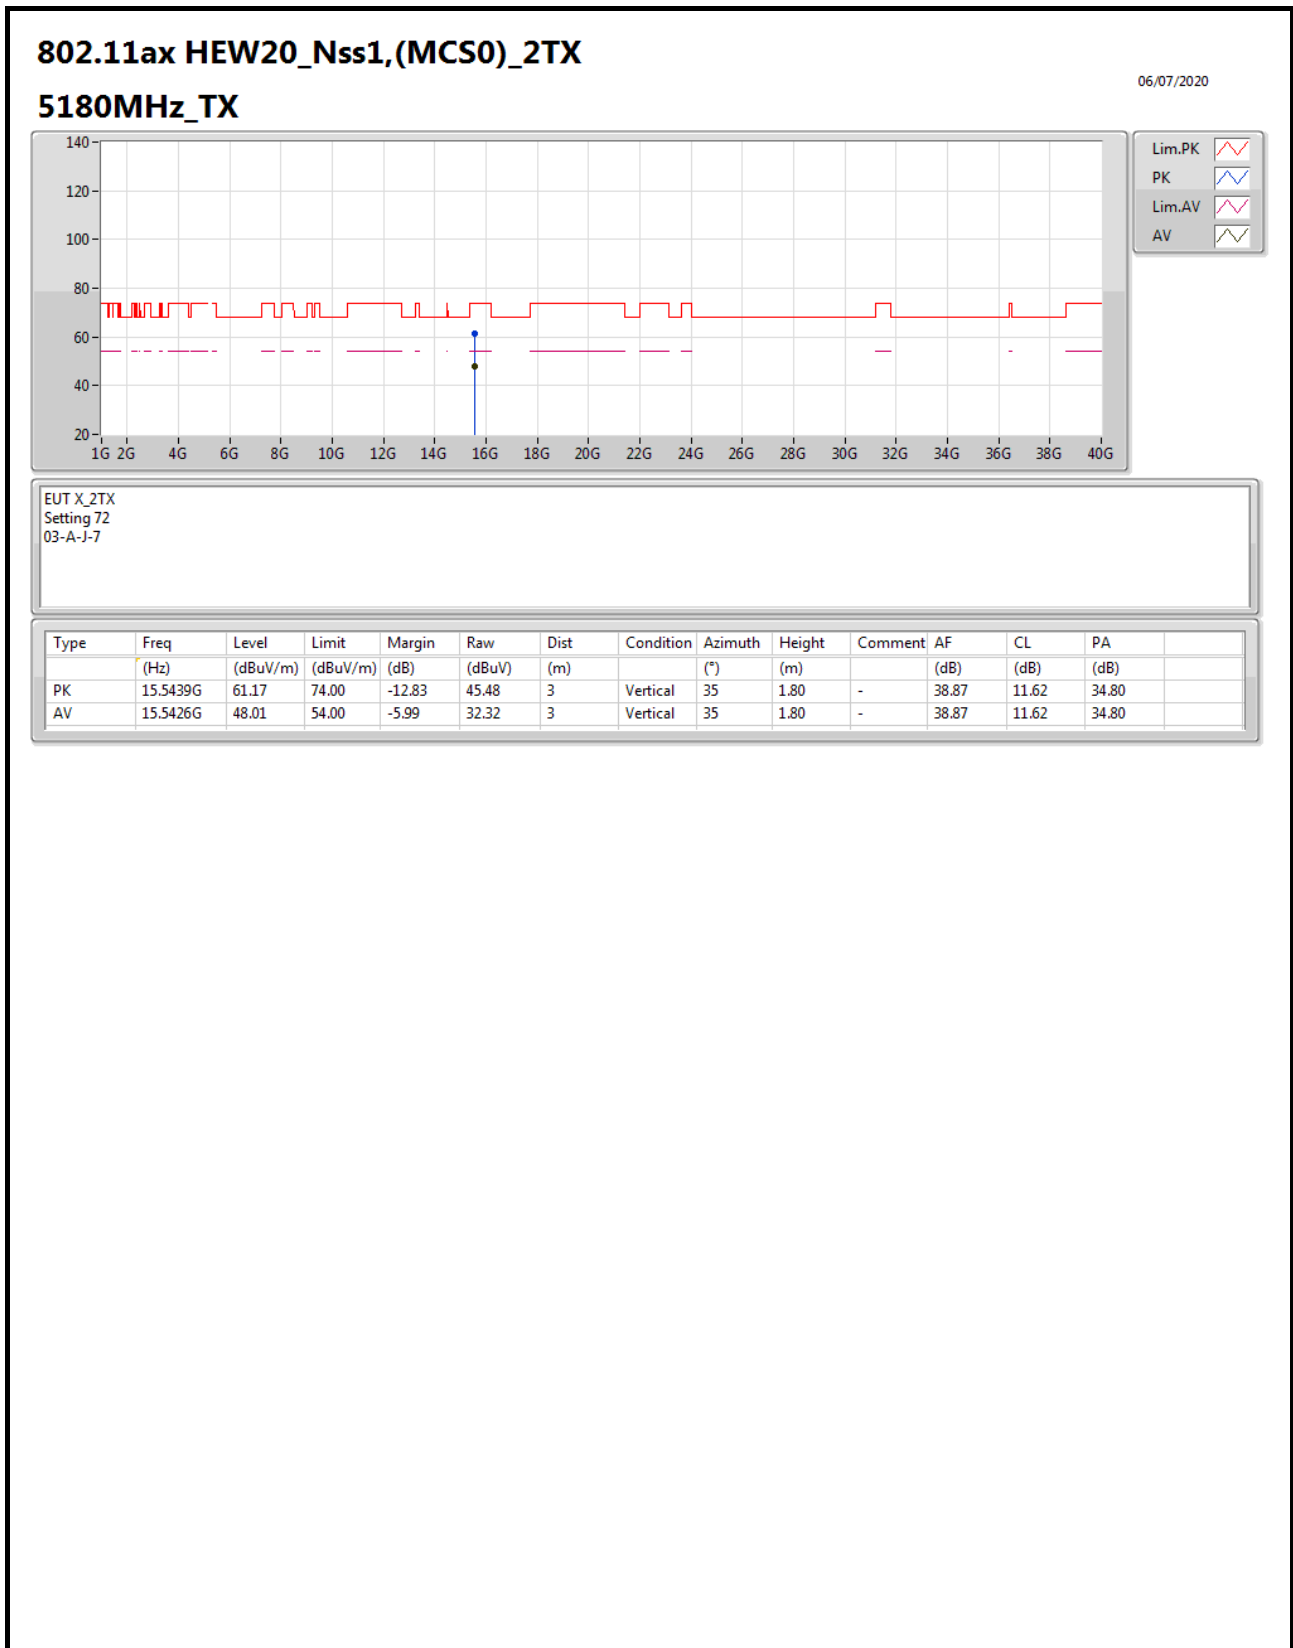 802.11ax HEW20_Nss1,(MCS0)_2TX
06/07/2020
5180MHz_TX
140
120
100
80
60
40
20
1G 2G 4G 6G 8G 10G 12G 14G 16G 18G 20G 22G 24G 26G 28G 30G 32G 34G 36G 38G 40G
Lim.PK
PK
Lim.AV
AV
EUT X_2TX
Setting 72
03-A-J-7
Type Freq Level Limit Margin Raw Dist Condition Azimuth Height Comment AF CL PA
(Hz) (dBuV/m) (dBuV/m) (dB) (dBuV) (m) (°) (m) (dB) (dB) (dB)
PK 15.5439G 61.17 74.00 -12.83 45.48 3 Vertical 35 1.80 - 38.87 11.62 34.80
AV 15.5426G 48.01 54.00 -5.99 32.32 3 Vertical 35 1.80 - 38.87 11.62 34.80